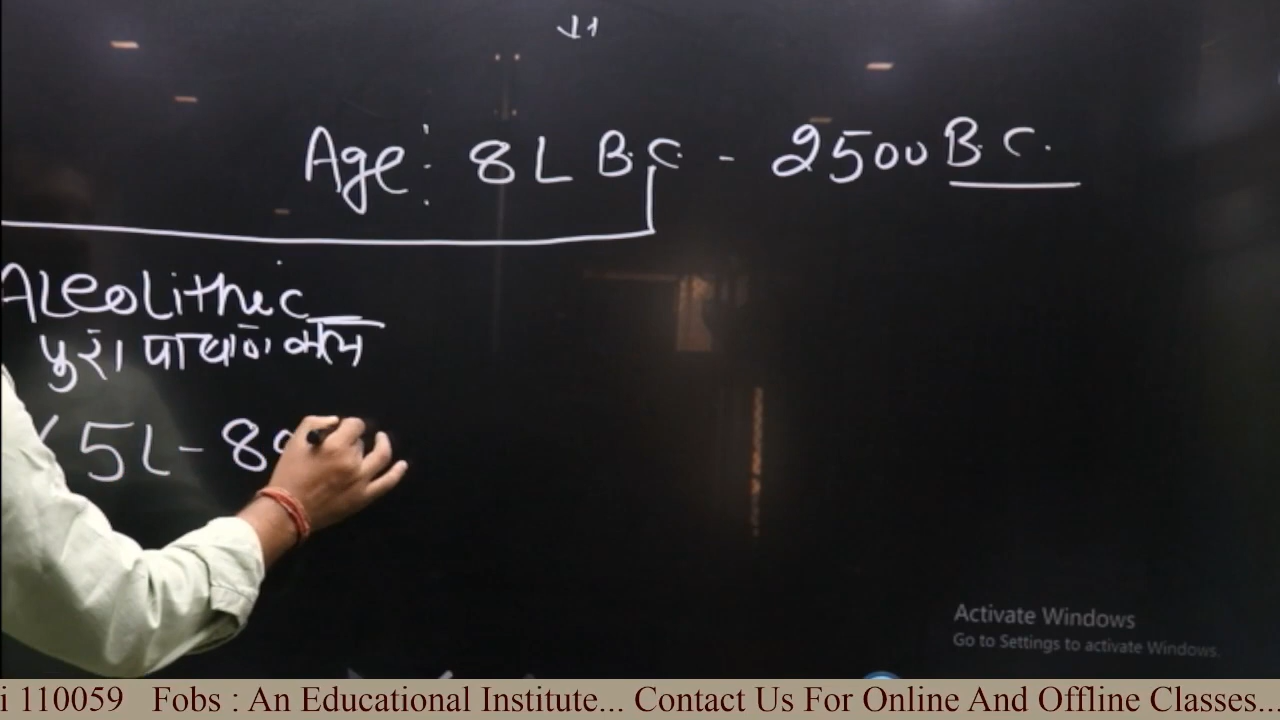 Age: 8L B.C. - 2500 B.C.
ALeoLithic
पुरा पाषाण काल
5L - 8
Activate Windows
Go to Settings to activate Windows.
i 110059 Fobs : An Educational Institute... Contact Us For Online And Offline Classes...